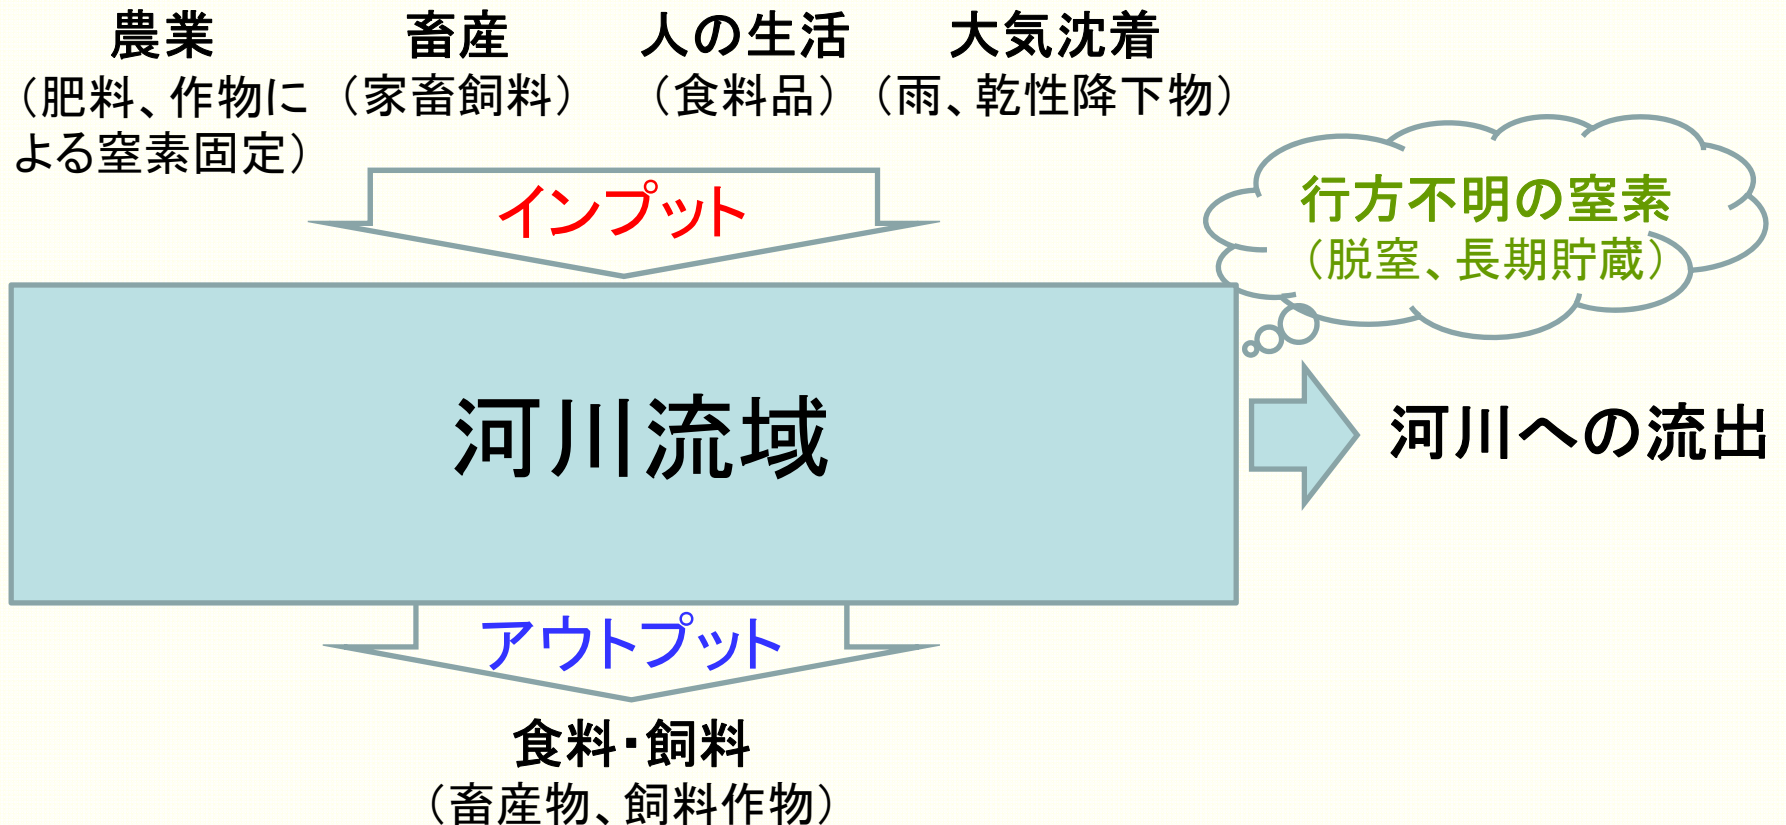 農業
（肥料、作物に
よる窒素固定）
畜産
（家畜飼料）
人の生活
（食料品）
大気沈着
（雨、乾性降下物）
インプット
行方不明の窒素
（脱窒、長期貯蔵）
河川流域
河川への流出
アウトプット
食料・飼料
（畜産物、飼料作物）